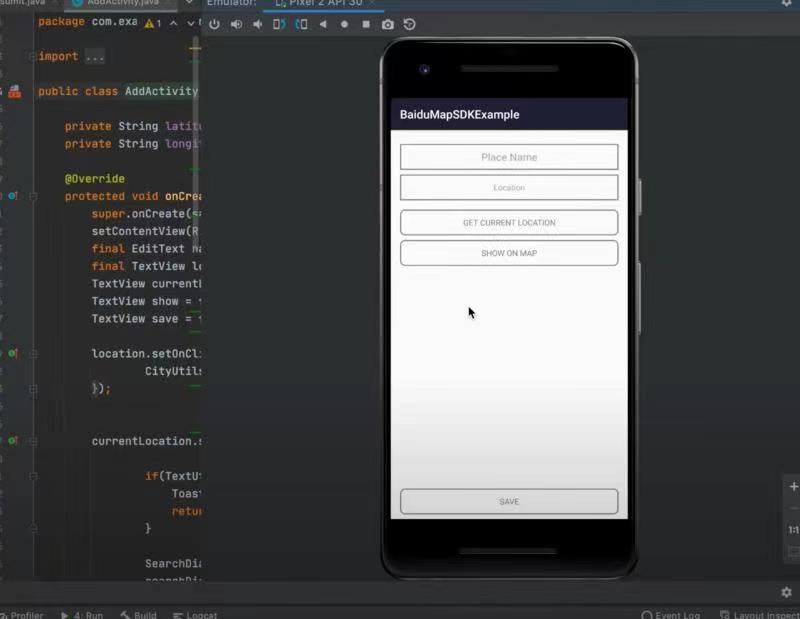 sumit.java
AddActivity.java
Emulator:
Pixel 2 API 30
package com.exa
1
import ...
public class AddActivity
private String latit
private String longi
@Override
protected void onCrea
super.onCreate(sa
setContentView(R
final EditText na
final TextView lo
TextView currentL
TextView show =
TextView save =
location.setOnCli
CityUtils
});
currentLocation.s
if(TextUt
Toas
retur
}
SearchDia
BaiduMapSDKExample
Place Name
Location
GET CURRENT LOCATION
SHOW ON MAP
SAVE
1:1
Profiler
4: Run
Build
Logcat
Event Log
Layout Inspect